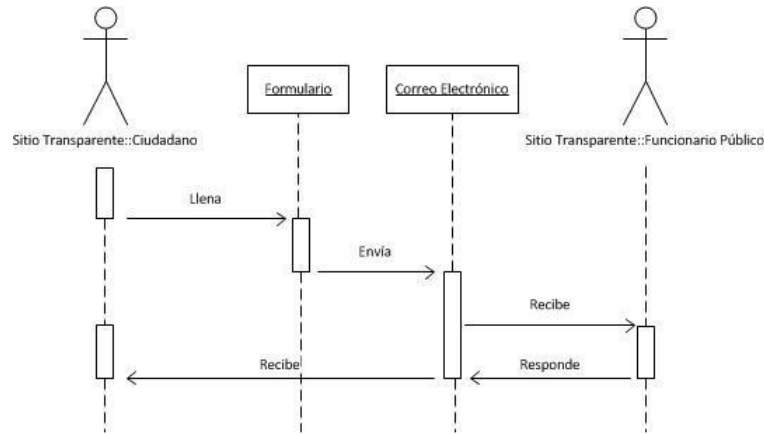 Formulario
Correo Electrónico
Sitio Transparente::Ciudadano
Sitio Transparente::Funcionario Público
Llena
Envía
Recibe
Recibe
Responde